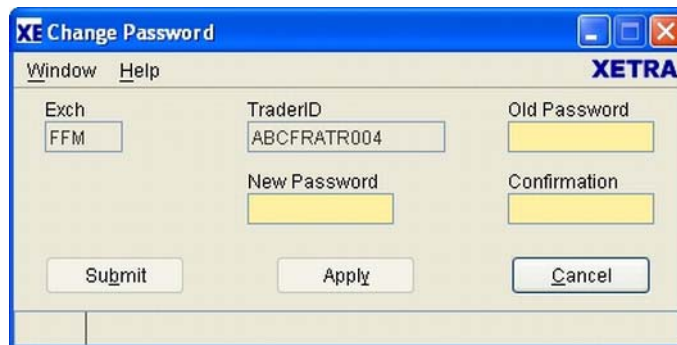 XE Change Password
Window Help XETRA
Exch TraderID Old Password
FFM ABCFRATR004
New Password Confirmation
Submit Apply Cancel